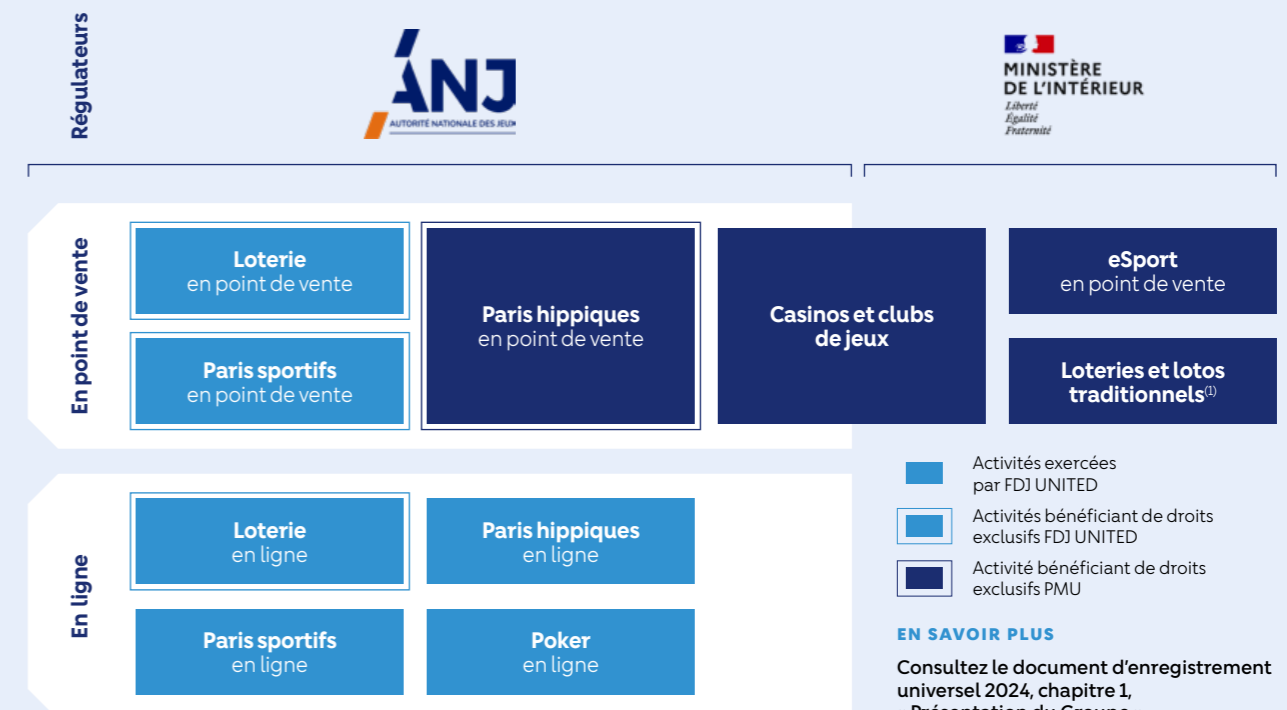 Régulateurs
ANJ
AUTORITÉ NATIONALE DES JEUX
MINISTÈRE
DE L'INTÉRIEUR
Liberté
Égalité
Fraternité
En point de vente
Loterie
en point de vente
Paris sportifs
en point de vente
Paris hippiques
en point de vente
Casinos et clubs
de jeux
eSport
en point de vente
Loteries et lotos
traditionnels(1)
En ligne
Loterie
en ligne
Paris hippiques
en ligne
Paris sportifs
en ligne
Poker
en ligne
Activités exercées
par FDJ UNITED
Activités bénéficiant de droits
exclusifs FDJ UNITED
Activité bénéficiant de droits
exclusifs PMU
EN SAVOIR PLUS
Consultez le document d'enregistrement
universel 2024, chapitre 1,
Présentation du Groupe